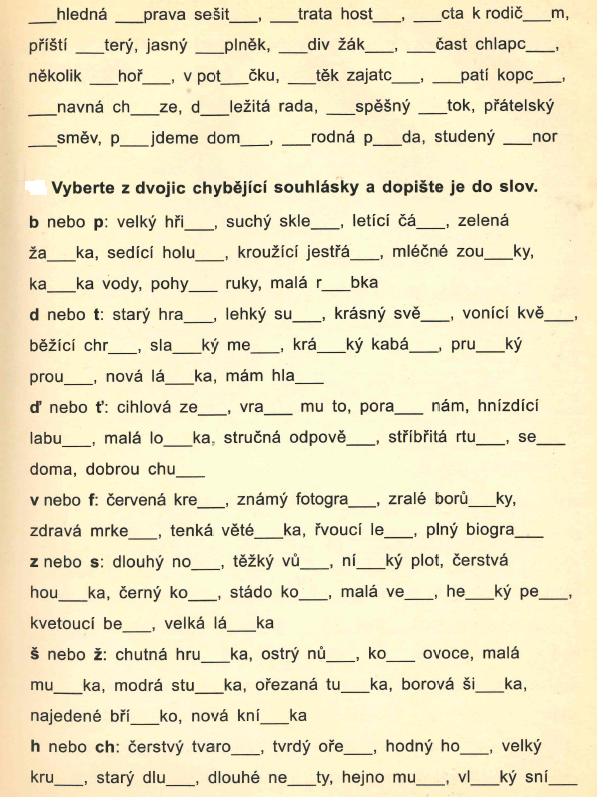 ___hledná ___prava sešit___, ___trata host___, ___cta k rodič___m,
příští ___terý, jasný ___plněk, ___div žák___, ___čast chlapc___,
několik ___hoř___, v pot___čku, ___těk zajatc___, ___patí kopc___,
___navná ch___ze, d___ležitá rada, ___spěšný ___tok, přátelský
___směv, p___jdeme dom___, ___rodná p___da, studený ___nor
Vyberte z dvojic chybějící souhlásky a dopište je do slov.
b nebo p: velký hři___, suchý skle___, letící čá___, zelená
ža___ka, sedící holu___, kroužící jestřá___, mléčné zou___ky,
ka___ka vody, pohy___ ruky, malá r___bka
d nebo t: starý hra___, lehký su___, krásný svě___, vonící kvě___,
běžící chr___, sla___ký me___, krá___ký kabá___, pru___ký
prou___, nová lá___ka, mám hla___
ď nebo ť: cihlová ze___, vra___ mu to, pora___ nám, hnízdící
labu___, malá lo___ka, stručná odpově___, stříbřitá rtu___, se___
doma, dobrou chu___
v nebo f: červená kre___, známý fotogra___, zralé borů___ky,
zdravá mrke___, tenká věté___ka, řvoucí le___, plný biogra___
z nebo s: dlouhý no___, těžký vů___, ní___ký plot, čerstvá
hou___ka, černý ko___, stádo ko___, malá ve___, he___ký pe___,
kvetoucí be___, velká lá___ka
š nebo ž: chutná hru___ka, ostrý nů___, ko___ ovoce, malá
mu___ka, modrá stu___ka, ořezaná tu___ka, borová ši___ka,
najedené bří___ko, nová kní___ka
h nebo ch: čerstvý tvaro___, tvrdý oře___, hodný ho___, velký
kru___, starý dlu___, dlouhé ne___ty, hejno mu___, vl___ký sní___